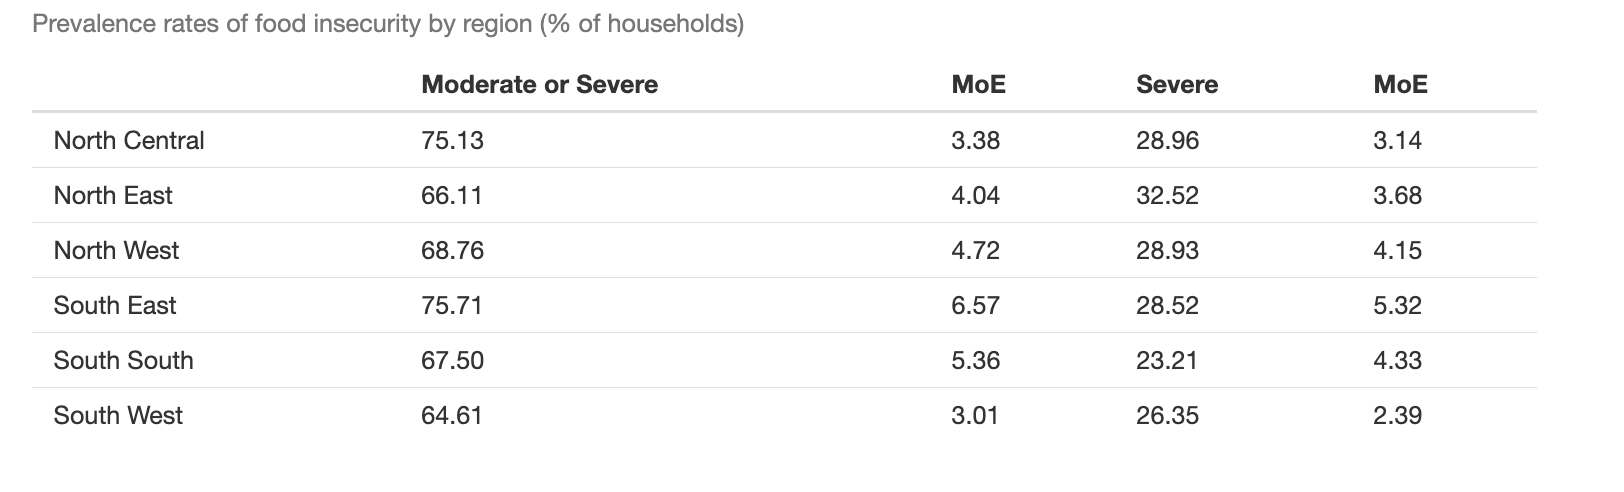 Prevalence rates of food insecurity by region (% of households)
Moderate or Severe MoE Severe MoE
North Central 75.13 3.38 28.96 3.14
North East 66.11 4.04 32.52 3.68
North West 68.76 4.72 28.93 4.15
South East 75.71 6.57 28.52 5.32
South South 67.50 5.36 23.21 4.33
South West 64.61 3.01 26.35 2.39